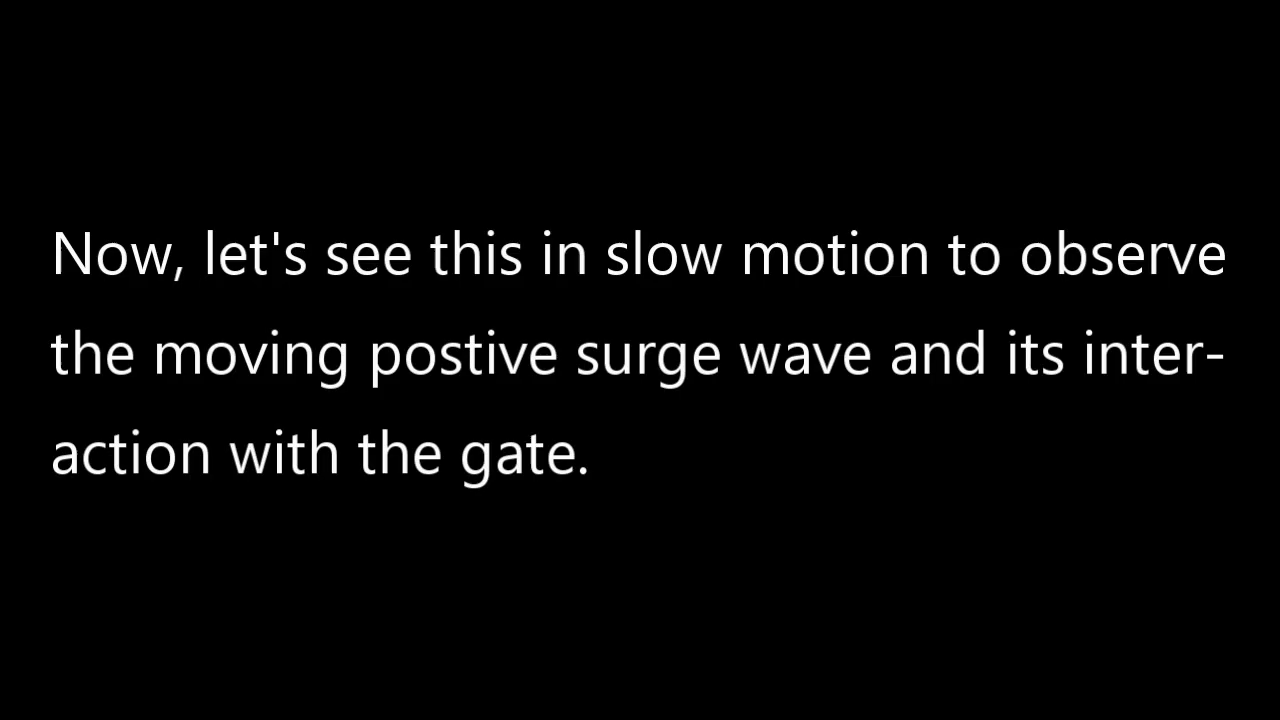 Now, let's see this in slow motion to observe
the moving postive surge wave and its inter-
action with the gate.